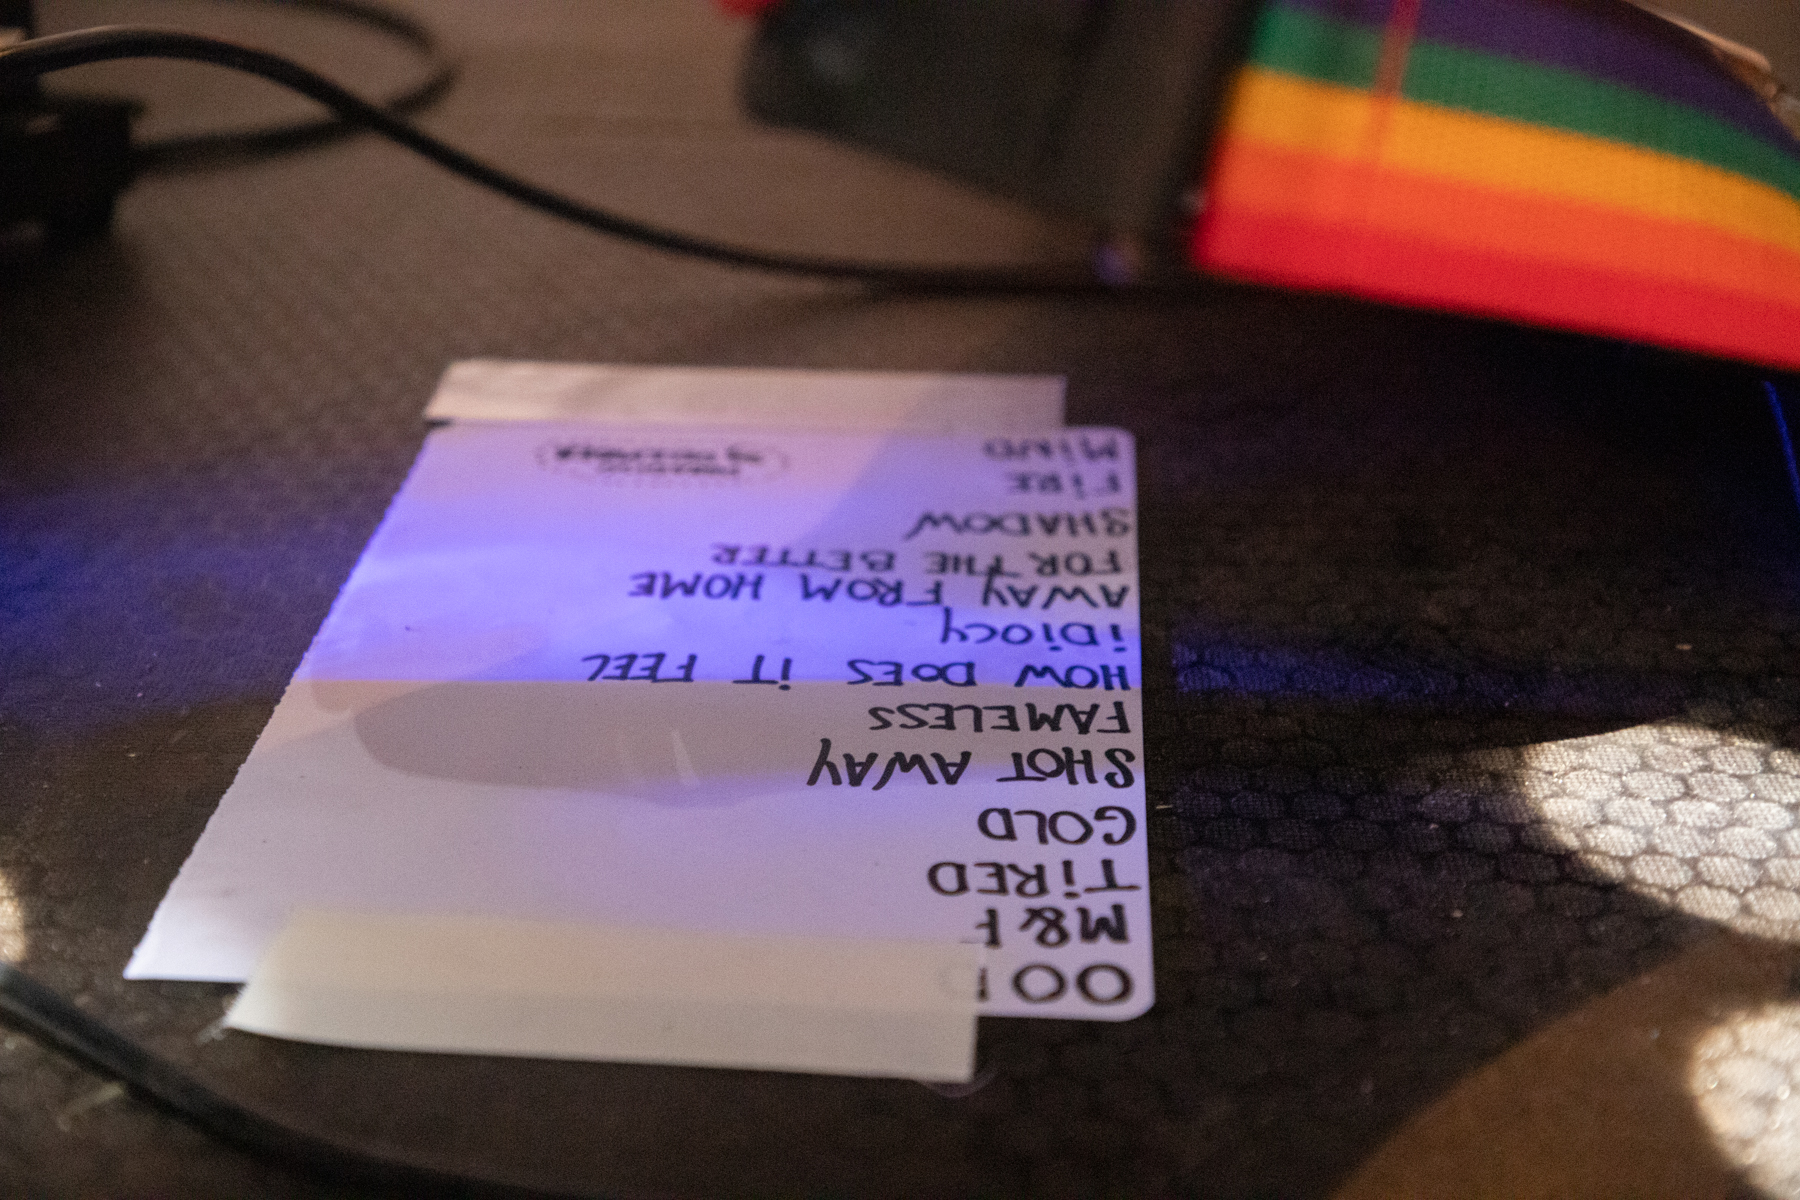 OO
M& F
TiRED
GOLD
SHOT AWAY
FAMELESS
HOW DOES iT FEEL
iDiOCY
AWAY FROM HOME
FOR THE BETTER
SHADOW
FiRE
MiND